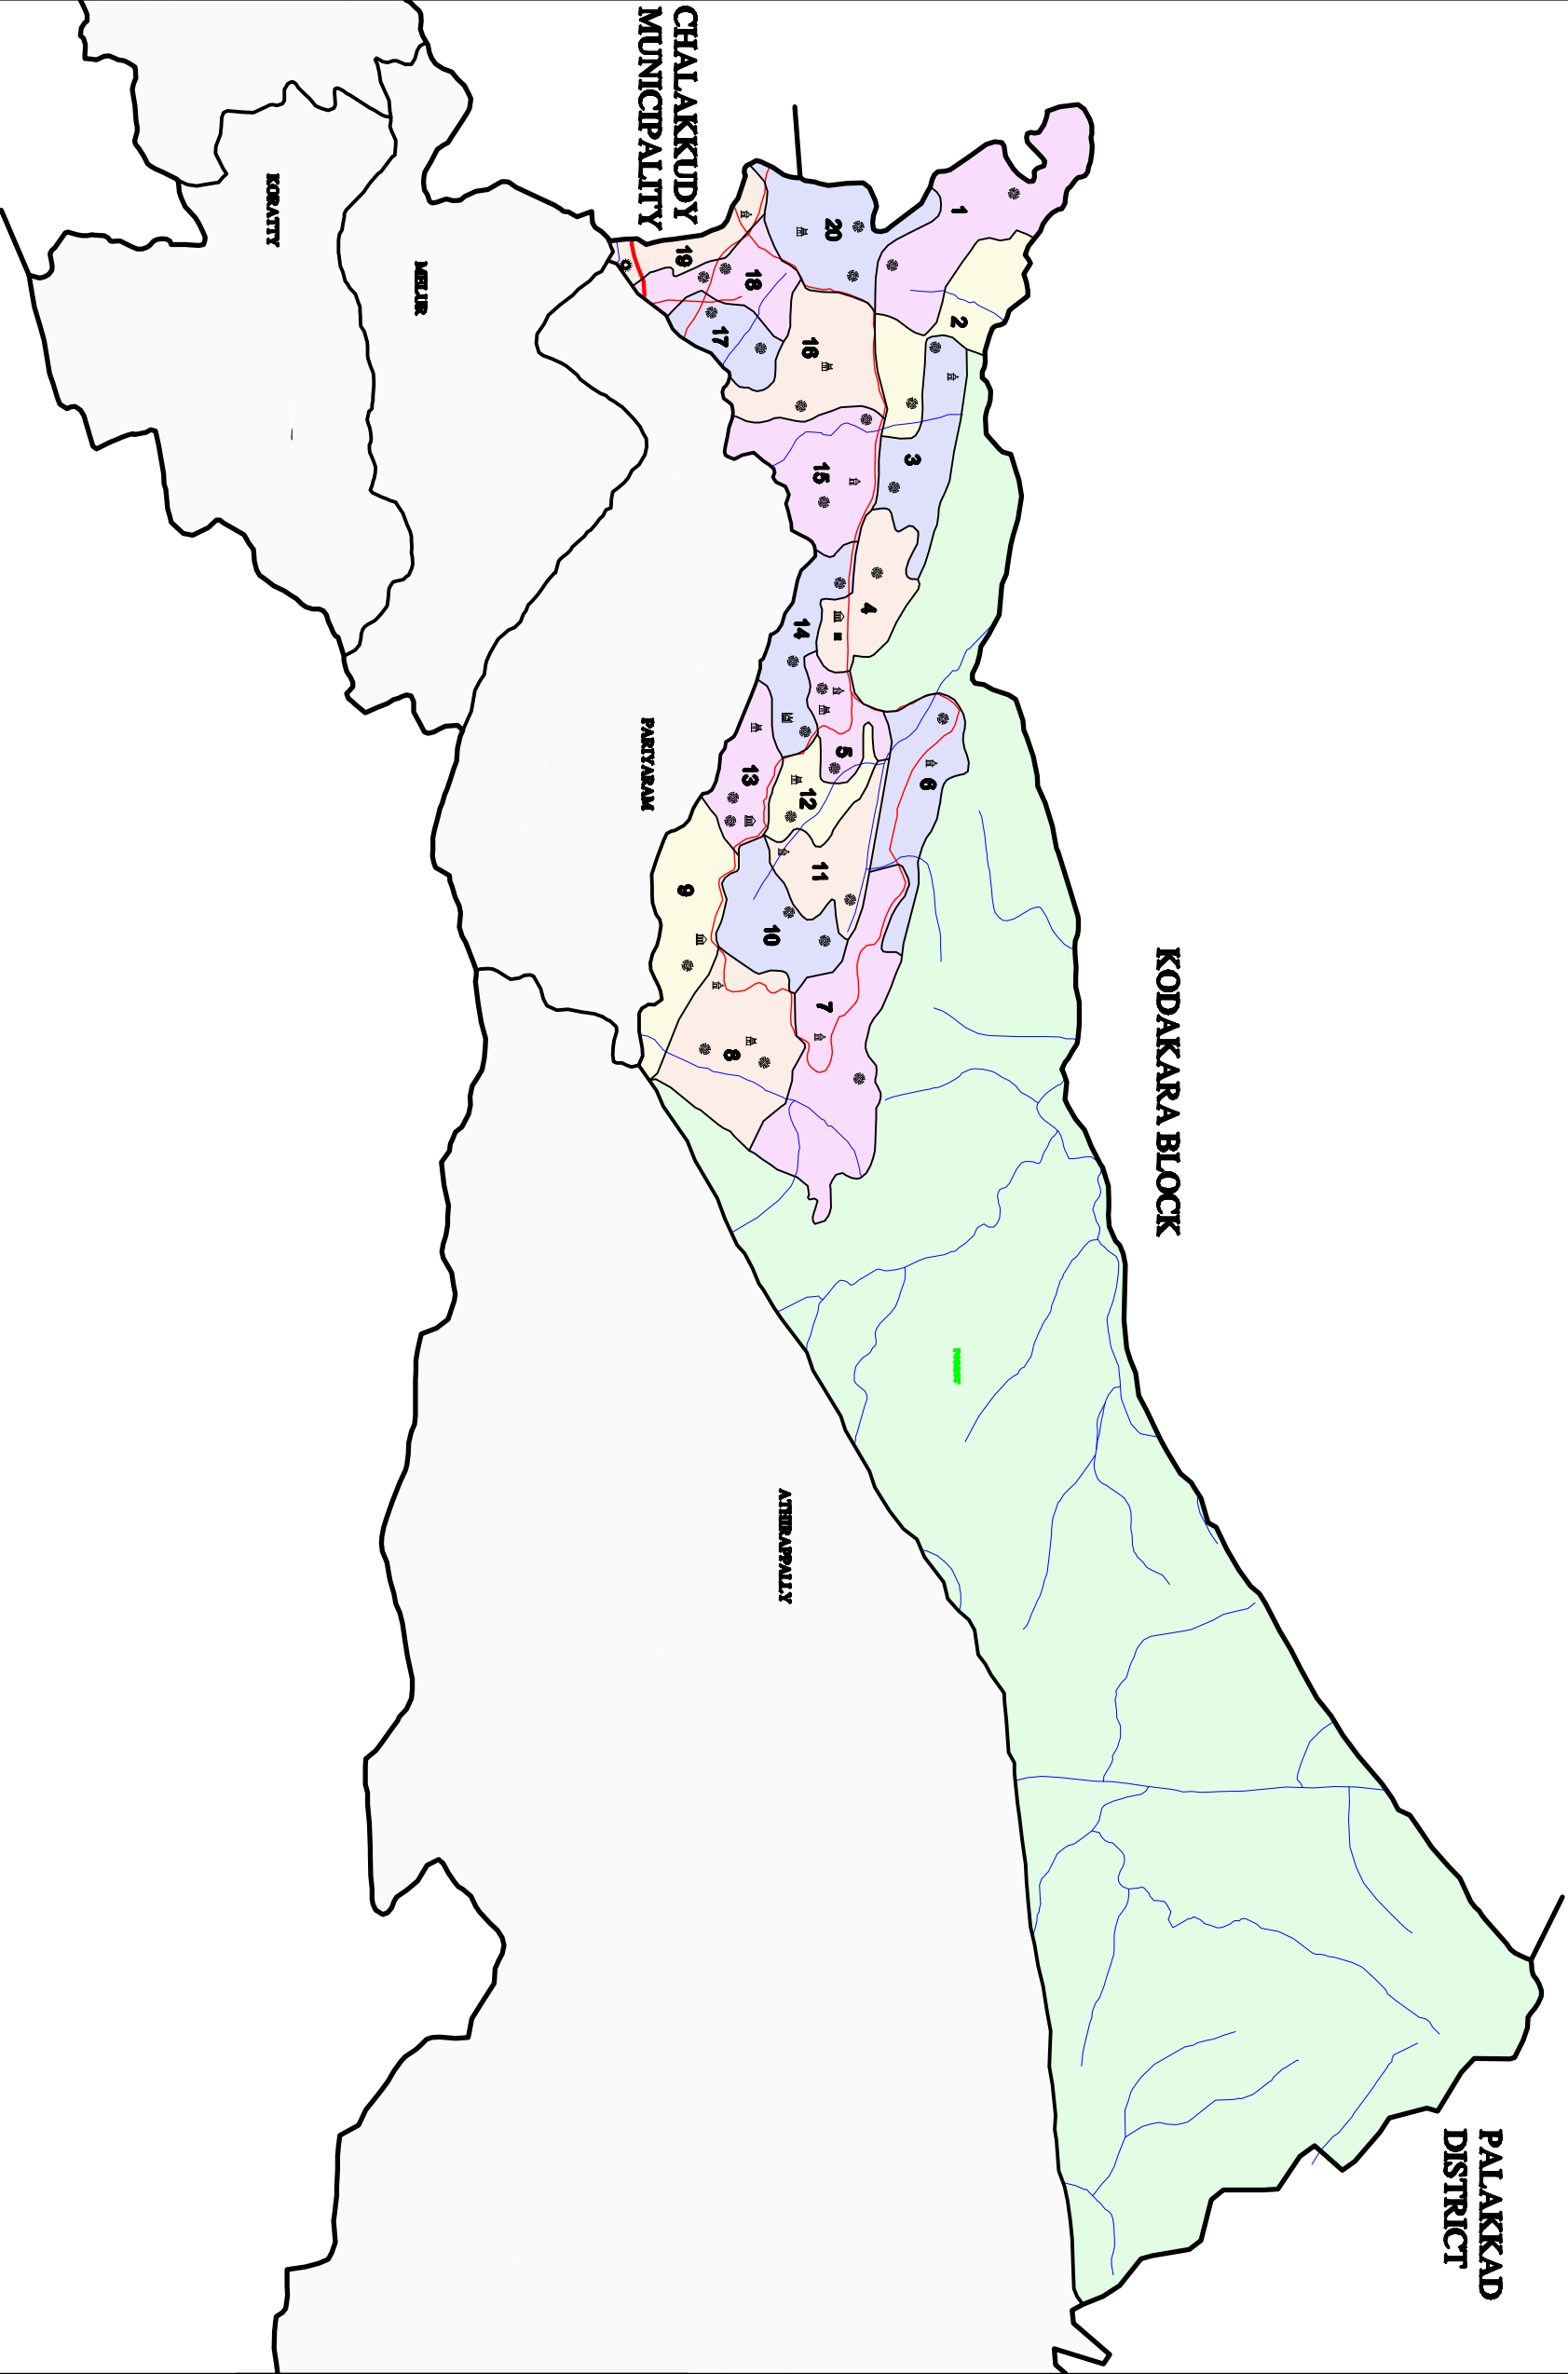 KODAKARA BLOCK
PALAKKAD
DISTRICT
CHALAKKUDY
MUNICIPALITY
1
2
3
4
5
6
7
8
9
10
11
12
13
14
15
16
17
18
19
20
FOREST
PARIYARAM
ATHIRAPPALLY
MELUR
KORATTY